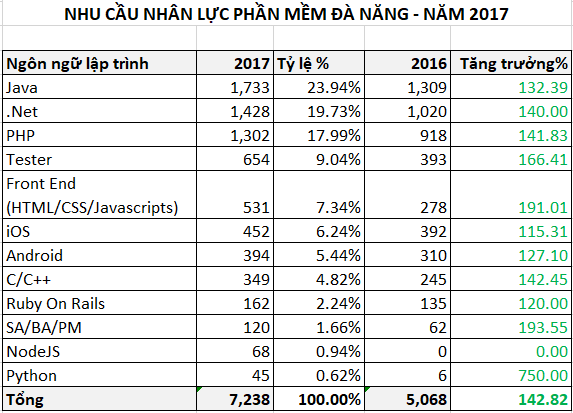 NHU CẦU NHÂN LỰC PHẦN MỀM ĐÀ NĂNG - NĂM 2017
Ngôn ngữ lập trình 2017 Tỷ lệ % 2016 Tăng trưởng%
Java 1,733 23.94% 1,309 132.39
.Net 1,428 19.73% 1,020 140.00
PHP 1,302 17.99% 918 141.83
Tester 654 9.04% 393 166.41
Front End
(HTML/CSS/Javascripts) 531 7.34% 278 191.01
iOS 452 6.24% 392 115.31
Android 394 5.44% 310 127.10
C/C++ 349 4.82% 245 142.45
Ruby On Rails 162 2.24% 135 120.00
SA/BA/PM 120 1.66% 62 193.55
NodeJS 68 0.94% 0 0.00
Python 45 0.62% 6 750.00
Tổng 7,238 100.00% 5,068 142.82